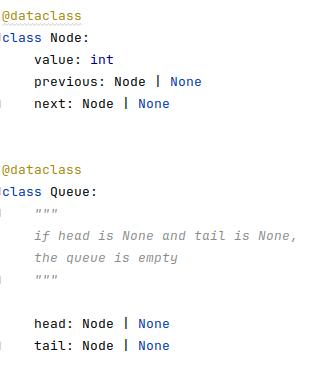 @dataclass
class Node:
    value: int
    previous: Node | None
    next: Node | None
@dataclass
class Queue:
    """
    if head is None and tail is None,
    the queue is empty
    """
    head: Node | None
    tail: Node | None